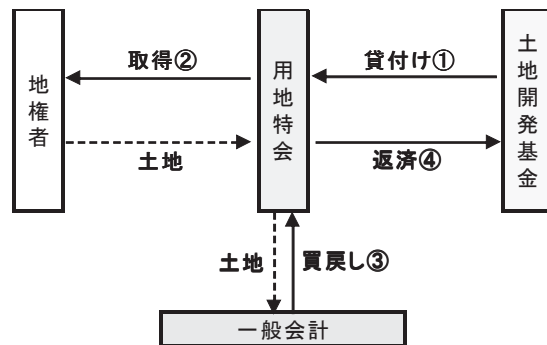 取得②
貸付け①
地権者
用地特会
土地開発基金
土地
返済④
土地
買戻し③
一般会計